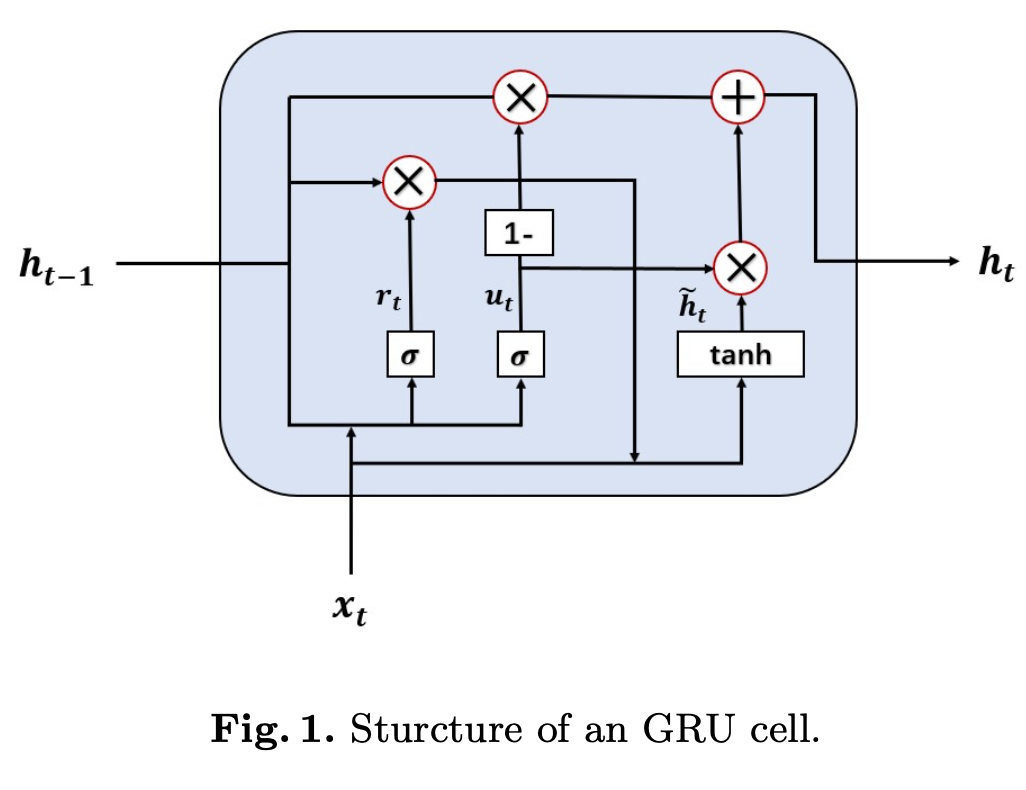 1-
h_{t-1}
h_t
r_t
u_t
h̃_t
σ
σ
tanh
x_t
Fig. 1. Sturcture of an GRU cell.